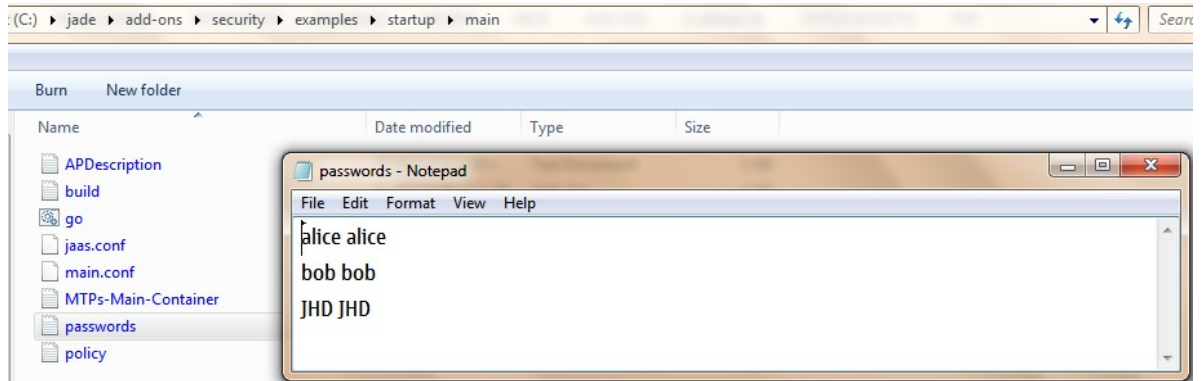 (C:) jade add-ons security examples startup main Searc
Burn New folder
Name Date modified Type Size
APDescription
build
go
jaas.conf
main.conf
MTPs-Main-Container
passwords
policy
passwords - Notepad
File Edit Format View Help
alice alice
bob bob
JHD JHD